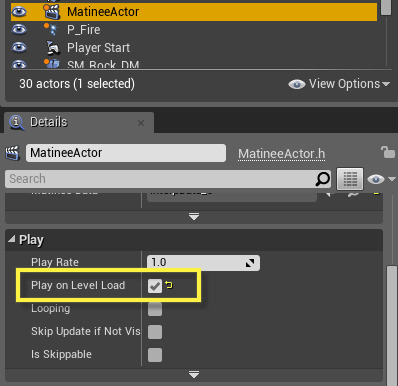 MatineeActor
P_Fire
Player Start
SM_Rock_DM
30 actors (1 selected) View Options
Details
MatineeActor MatineeActor.h
Search
Play
Play Rate 1.0
Play on Level Load
Looping
Skip Update if Not Vis
Is Skippable